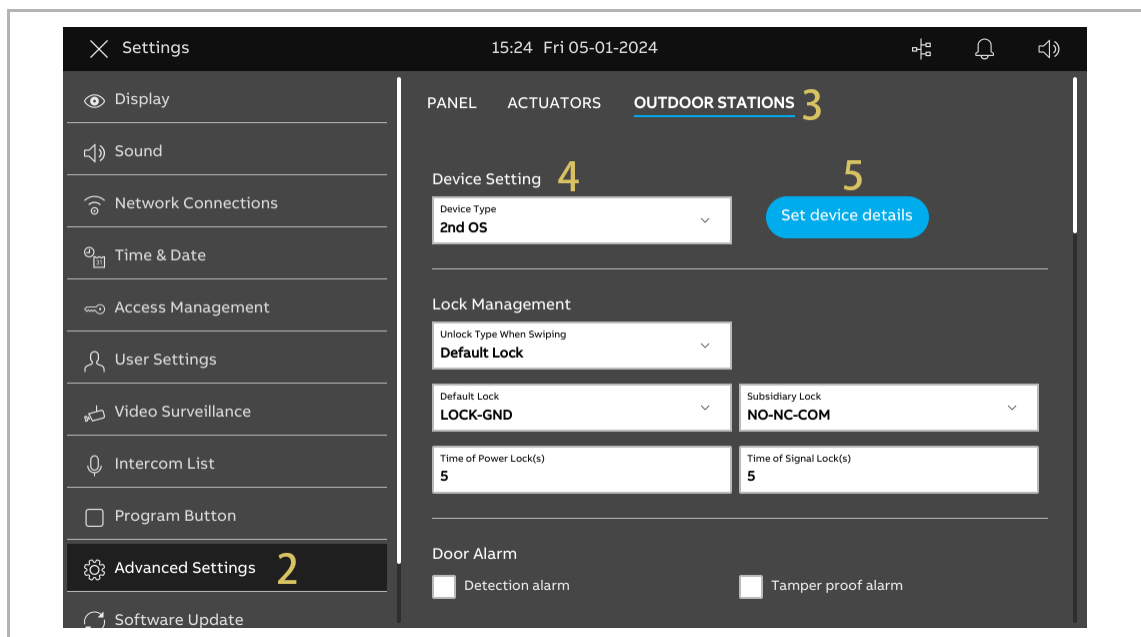 Settings
15:24 Fri 05-01-2024
Display
Sound
Network Connections
Time & Date
Access Management
User Settings
Video Surveillance
Intercom List
Program Button
Advanced Settings 2
Software Update
PANEL ACTUATORS OUTDOOR STATIONS 3
Device Setting 4
5
Device Type
2nd OS
Set device details
Lock Management
Unlock Type When Swiping
Default Lock
Default Lock
LOCK-GND
Subsidiary Lock
NO-NC-COM
Time of Power Lock(s)
5
Time of Signal Lock(s)
5
Door Alarm
Detection alarm
Tamper proof alarm